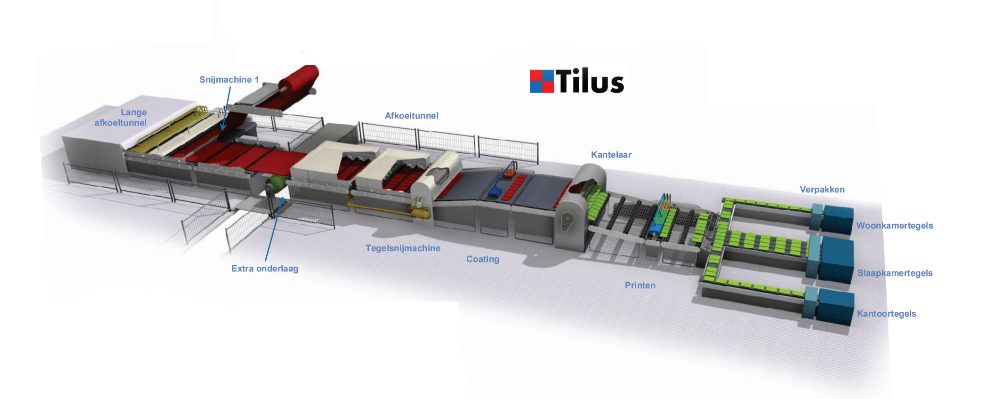 Tilus
Snijmachine 1
Lange
afkoeltunnel
Afkoeltunnel
Kantelaar
Verpakken
Woonkamertegels
Slaapkamertegels
Kantoortegels
Tegelsnijmachine
Coating
Extra onderlaag
Printen